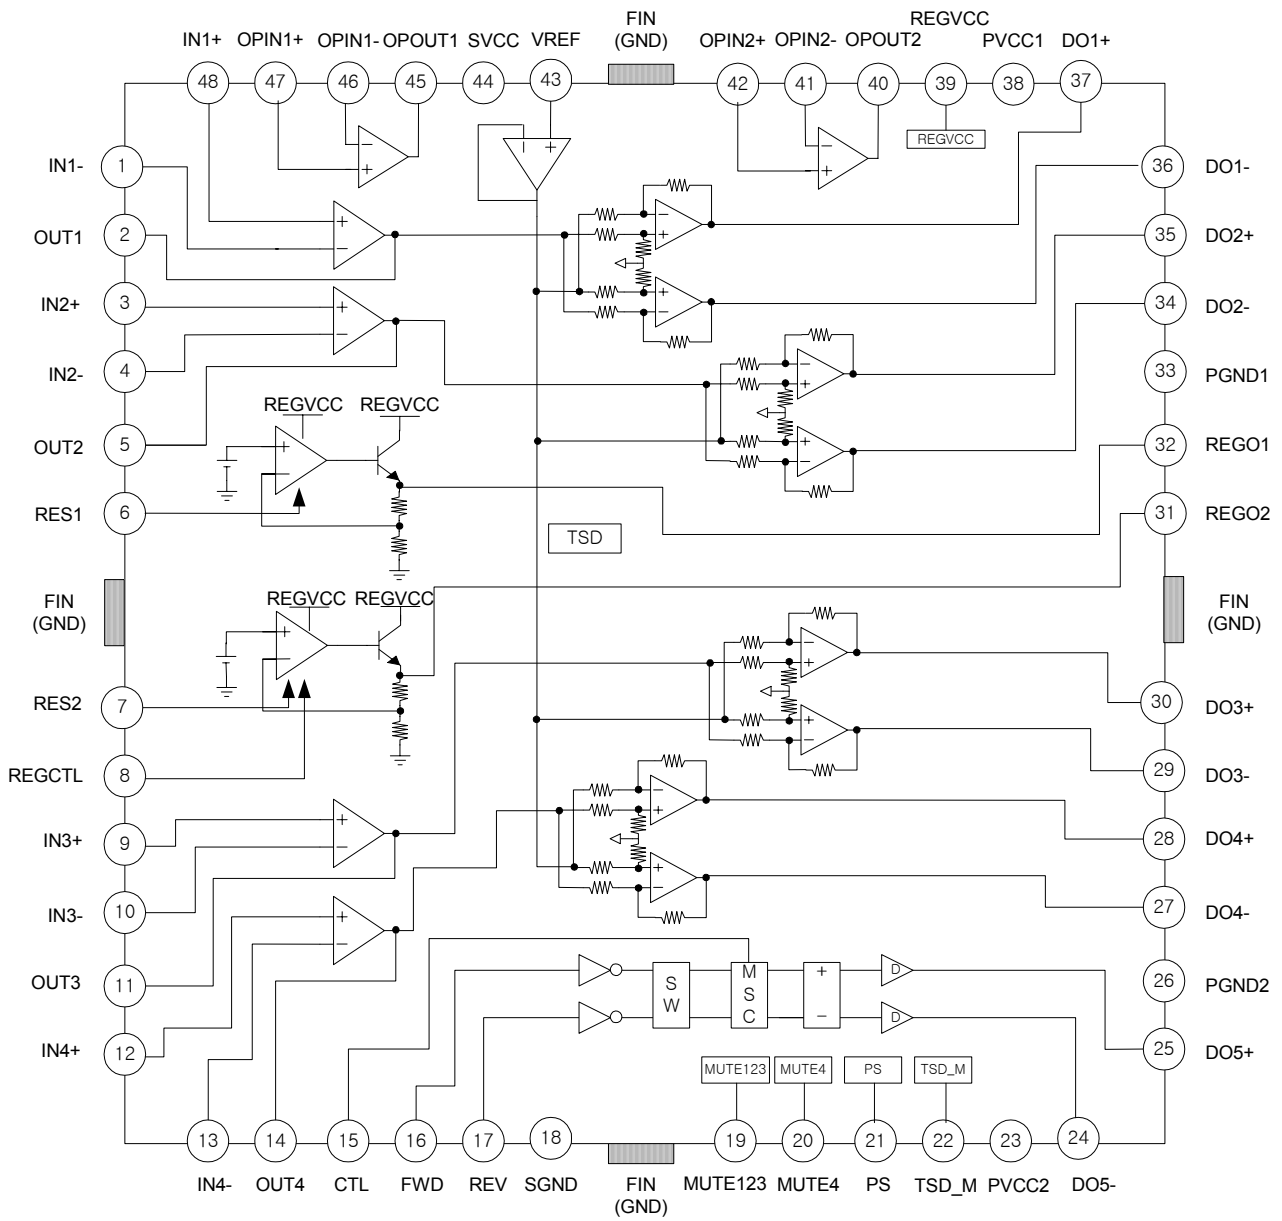 REGVCC
FIN
(GND)
IN1+ OPIN1+ OPIN1- OPOUT1 SVCC VREF OPIN2+ OPIN2- OPOUT2 PVCC1 DO1+
48 47 46 45 44 43 42 41 40 39 38 37
REGVCC
IN1- 1
36 DO1-
OUT1 2
35 DO2+
IN2+ 3
34 DO2-
IN2- 4
33 PGND1
REGVCC REGVCC
OUT2 5
32 REGO1
RES1 6
31 REGO2
TSD
FIN
(GND)
FIN
(GND)
REGVCC REGVCC
RES2 7
30 DO3+
REGCTL 8
29 DO3-
IN3+ 9
28 DO4+
IN3- 10
27 DO4-
OUT3 11
26 PGND2
S
W
M
S
C
+
-
D
D
IN4+ 12
25 DO5+
MUTE123 MUTE4 PS TSD_M
13 14 15 16 17 18 19 20 21 22 23 24
IN4- OUT4 CTL FWD REV SGND FIN
(GND) MUTE123 MUTE4 PS TSD_M PVCC2 DO5-